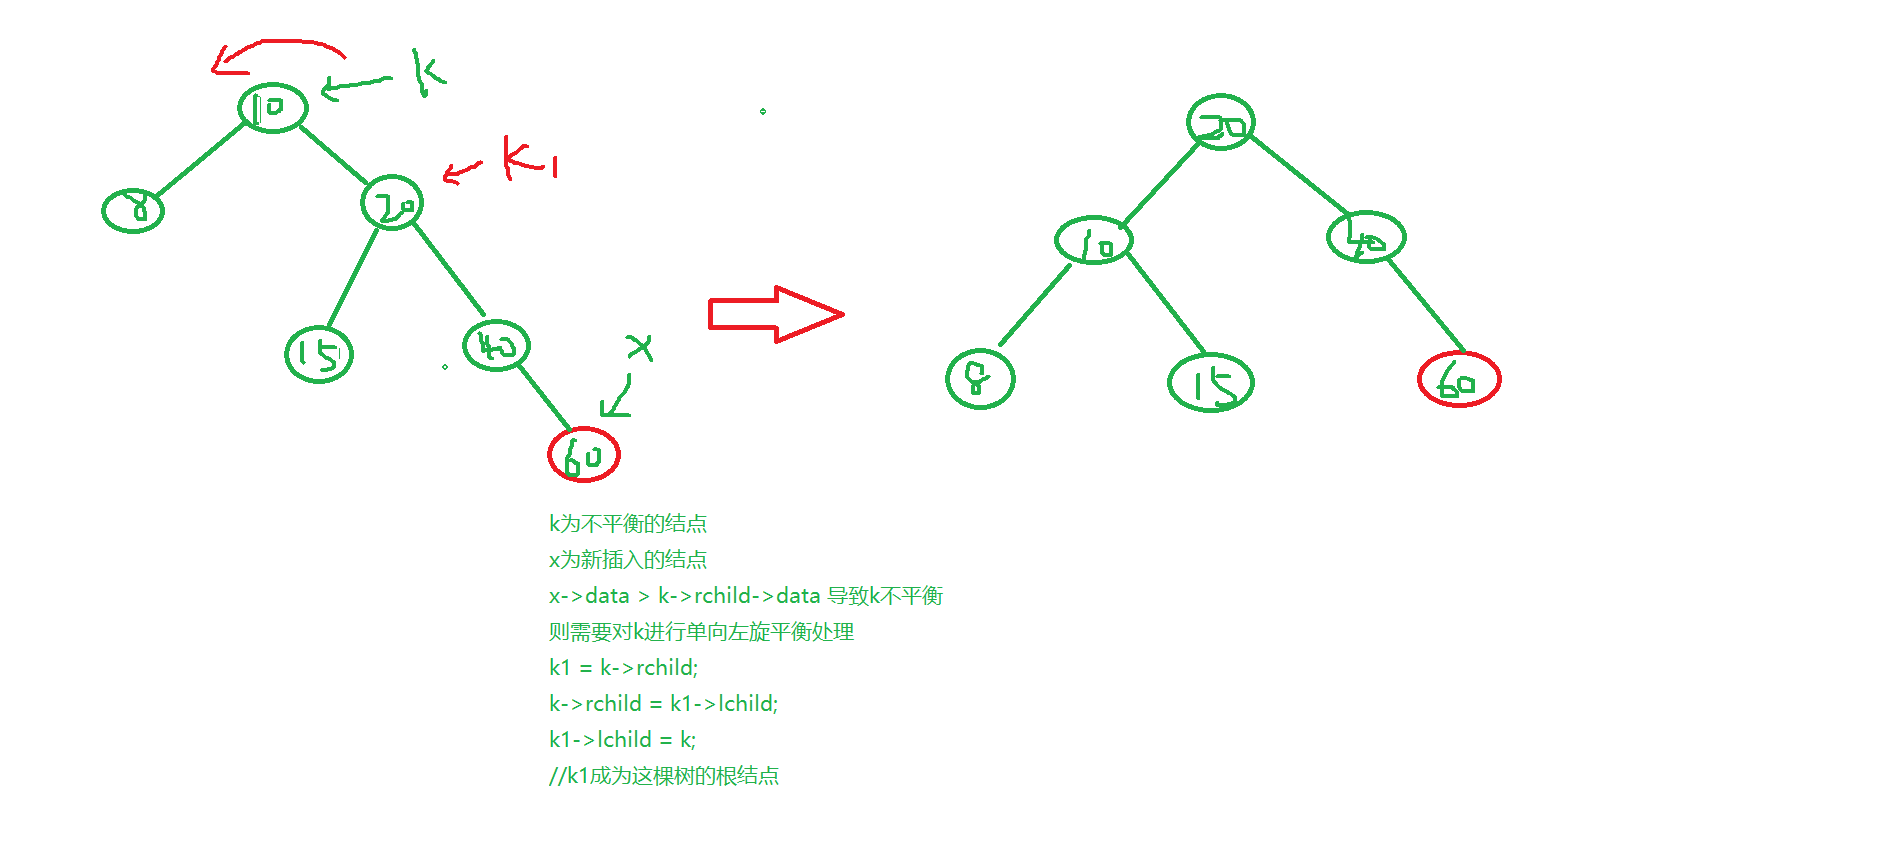 k
10
k1
8
20
15
40
x
60
20
10
40
8
15
60
k为不平衡的结点
x为新插入的结点
x->data > k->rchild->data 导致k不平衡
则需要对k进行单向左旋平衡处理
k1 = k->rchild;
k->rchild = k1->lchild;
k1->lchild = k;
//k1成为这棵树的根结点